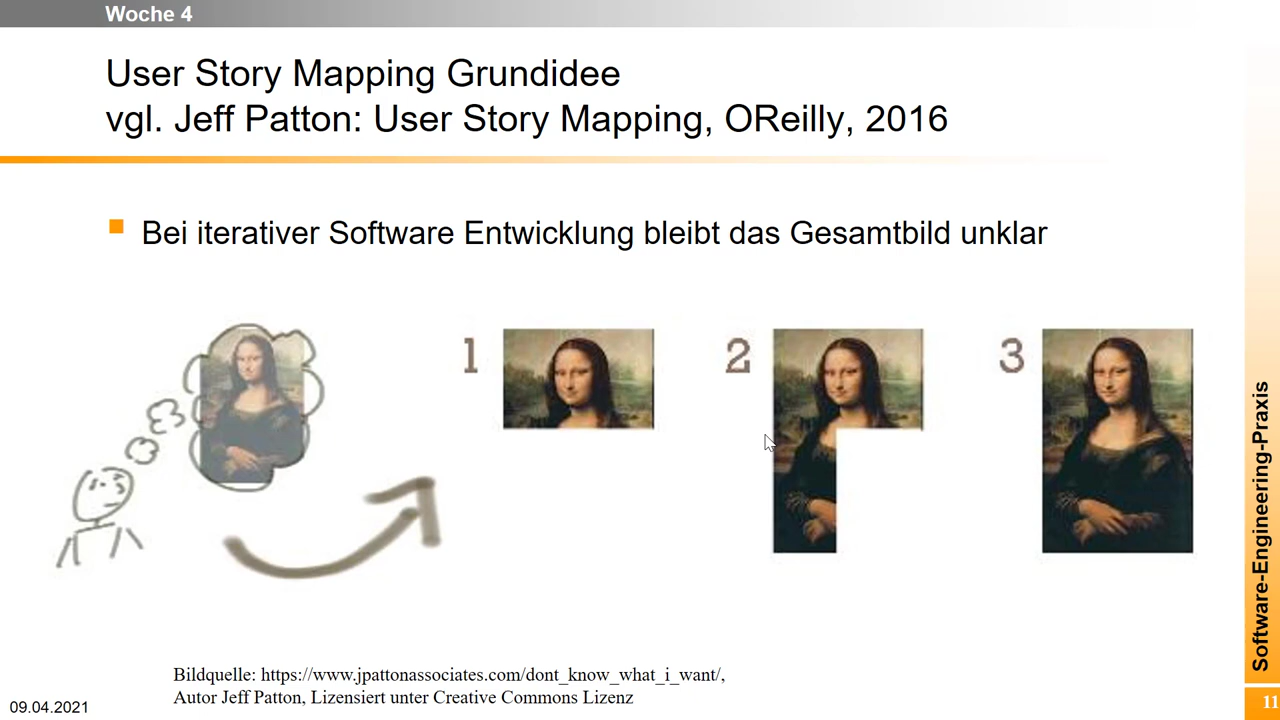 Woche 4
User Story Mapping Grundidee
vgl. Jeff Patton: User Story Mapping, OReilly, 2016
Bei iterativer Software Entwicklung bleibt das Gesamtbild unklar
1
2
3
Bildquelle: https://www.jpattonassociates.com/dont_know_what_i_want/,
Autor Jeff Patton, Lizensiert unter Creative Commons Lizenz
09.04.2021
Software-Engineering-Praxis
11